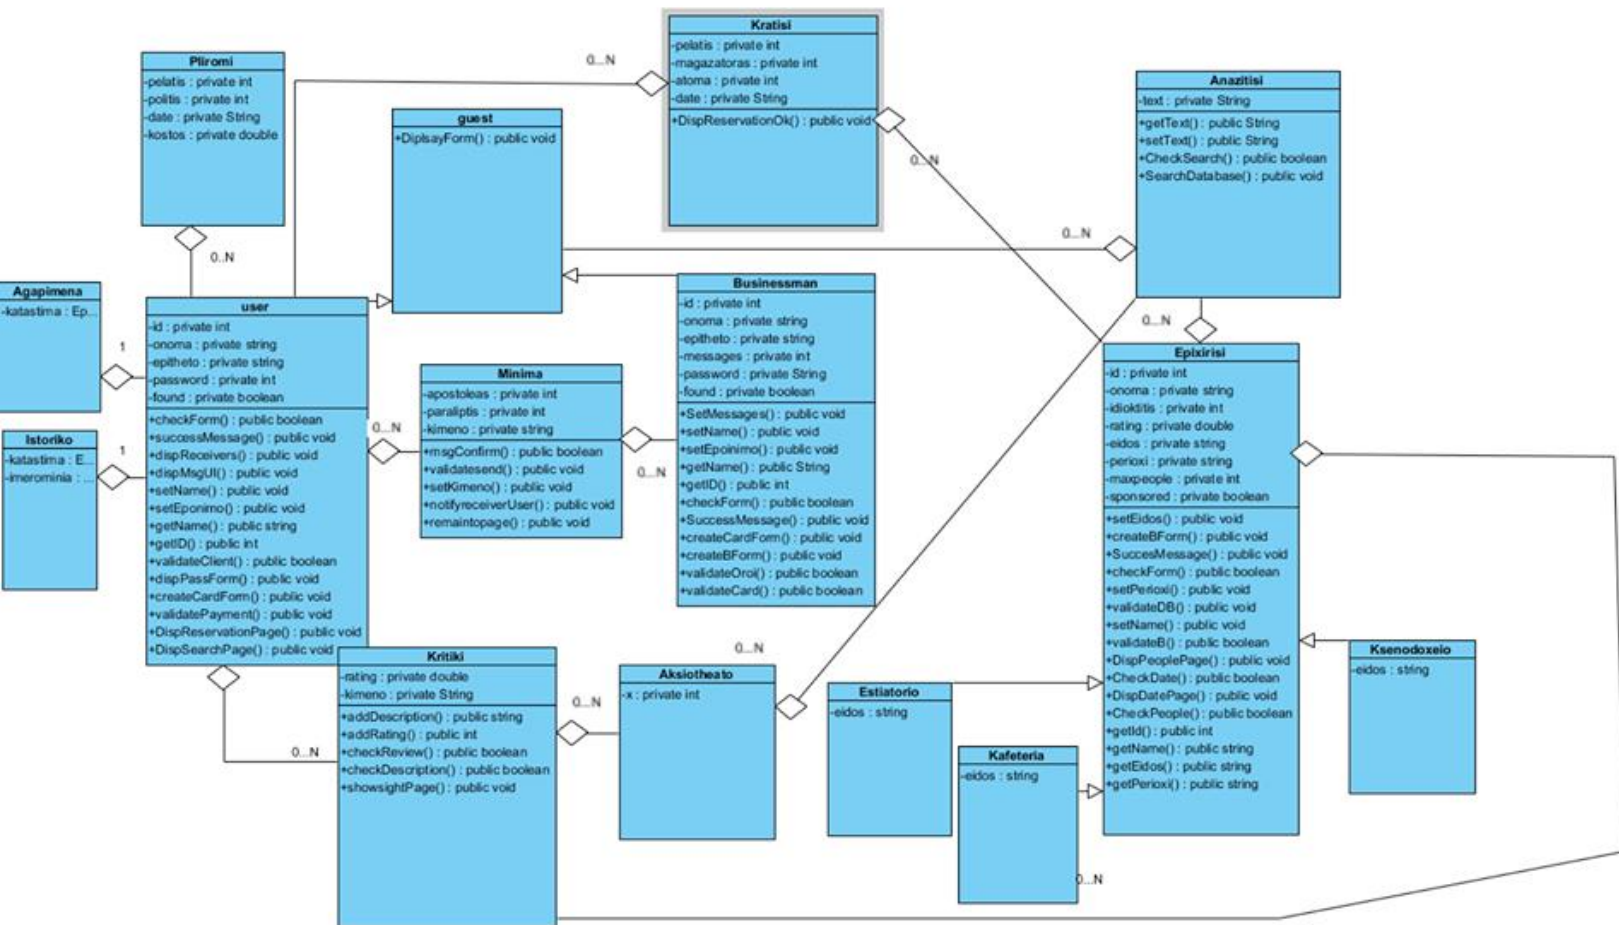 Pliromi
-pelatis : private int
-politis : private int
-date : private String
-kostos : private double
0...N
guest
+DiplsayForm() : public void
0...N
Kratisi
-pelatis : private int
-magazatoras : private int
-atoma : private int
-date : private String
+DispReservationOk() : public void
0...N
Anazitisi
-text : private String
+getText() : public String
+setText() : public String
+CheckSearch() : public boolean
+SearchDatabase() : public void
0...N
0...N
Agapimena
-katastima : Ep...
1
Istoriko
-katastima : E...
-imerominia : ...
1
user
-id : private int
-onoma : private string
-epitheto : private string
-password : private int
-found : private boolean
+checkForm() : public boolean
+successMessage() : public void
+dispReceivers() : public void
+dispMsgUI() : public void
+setName() : public void
+setEponimo() : public void
+getName() : public string
+getID() : public int
+validateClient() : public boolean
+dispPassForm() : public void
+createCardForm() : public void
+validatePayment() : public void
+DispReservationPage() : public void
+DispSearchPage() : public void
0...N
Minima
-apostoleas : private int
-paraliptis : private int
-kimeno : private string
+msgConfirm() : public boolean
+validatesend() : public void
+setKimeno() : public void
+notifyreceiverUser() : public void
+remaintopage() : public void
0...N
Businessman
-id : private int
-onoma : private string
-epitheto : private string
-messages : private int
-password : private String
-found : private boolean
+SetMessages() : public void
+setName() : public void
+setEpoinimo() : public void
+getName() : public String
+getID() : public int
+checkForm() : public boolean
+SuccessMessage() : public void
+createCardForm() : public void
+createBForm() : public void
+validateOroi() : public boolean
+validateCard() : public boolean
Epixirisi
-id : private int
-onoma : private string
-idioktitis : private int
-rating : private double
-eidos : private string
-perioxi : private string
-maxpeople : private int
-sponsored : private boolean
+setEidos() : public void
+createBForm() : public void
+SuccesMessage() : public void
+checkForm() : public boolean
+setPerioxi() : public void
+validateDB() : public void
+setName() : public void
+validateB() : public boolean
+DispPeoplePage() : public void
+CheckDate() : public boolean
+DispDatePage() : public void
+CheckPeople() : public boolean
+getId() : public int
+getName() : public string
+getEidos() : public string
+getPerioxi() : public string
0...N
Kritiki
-rating : private double
-kimeno : private String
+addDescription() : public string
+addRating() : public int
+checkReview() : public boolean
+checkDescription() : public boolean
+showsightPage() : public void
0...N
Aksiotheato
-x : private int
0...N
Estiatorio
-eidos : string
Kafeteria
-eidos : string
0...N
Ksenodoxeio
-eidos : string